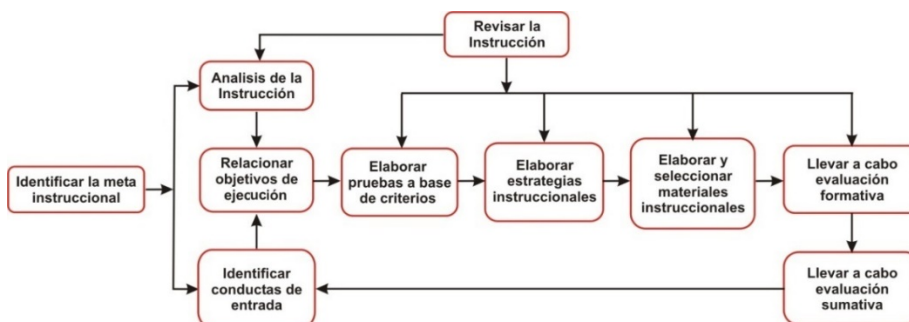 Revisar la
Instrucción
Analisis de la
Instrucción
Identificar la meta
instruccional
Relacionar
objetivos de
ejecución
Elaborar
pruebas a base
de criterios
Elaborar
estrategias
instruccionales
Elaborar y
seleccionar
materiales
instruccionales
Llevar a cabo
evaluación
formativa
Identificar
conductas de
entrada
Llevar a cabo
evaluación
sumativa